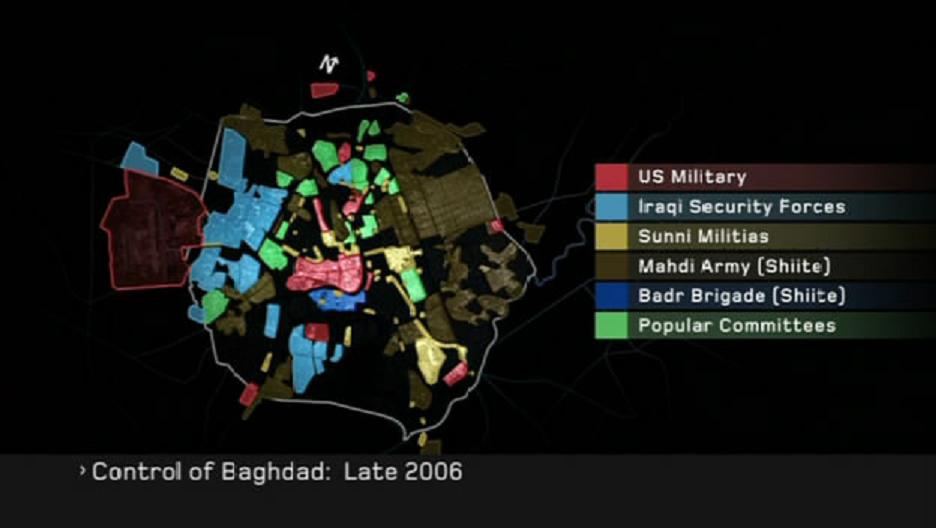 N
US Military
Iraqi Security Forces
Sunni Militias
Mahdi Army (Shiite)
Badr Brigade (Shiite)
Popular Committees
› Control of Baghdad: Late 2006